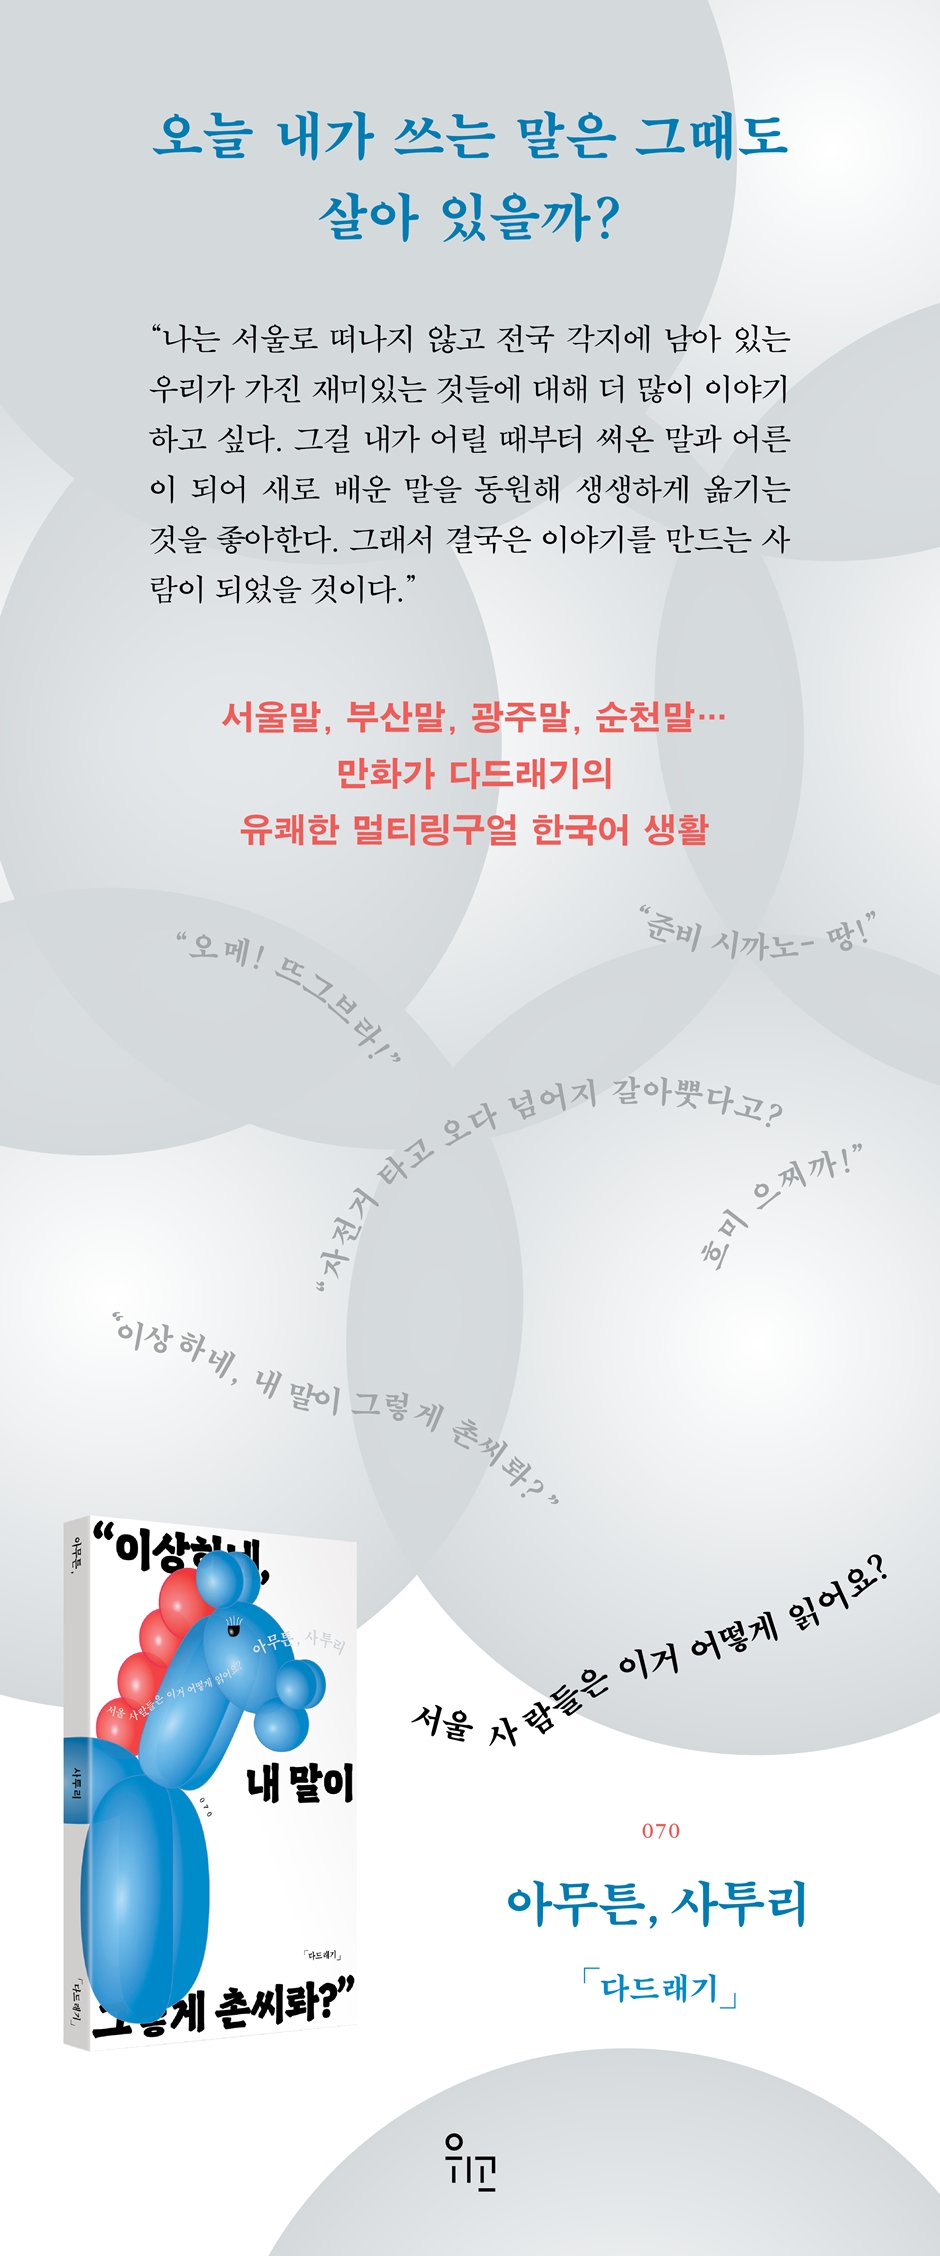 오늘 내가 쓰는 말은 그때도
살아 있을까?
“나는 서울로 떠나지 않고 전국 각지에 남아 있는
우리가 가진 재미있는 것들에 대해 더 많이 이야기
하고 싶다. 그걸 내가 어릴 때부터 써온 말과 어른
이 되어 새로 배운 말을 동원해 생생하게 옮기는
것을 좋아한다. 그래서 결국은 이야기를 만드는 사
람이 되었을 것이다.”
서울말, 부산말, 광주말, 순천말…
만화가 다드래기의
유쾌한 멀티링구얼 한국어 생활
“오메! 뜨그브라!”
“준비 시까노- 땅!”
“자전거 타고 오다 넘어지 갈아뿟다고?
흐미 으찌까!”
“이상하네, 내 말이 그렇게 촌씨롸?”
아무튼,
사투리
「다드래기」
“이상하네,
아무튼, 사투리
서울 사람들은 이거 어떻게 읽어요?
내 말이
070
「다드래기」
그렇게 촌씨롸?”
서울 사람들은 이거 어떻게 읽어요?
070
아무튼, 사투리
「다드래기」
위고